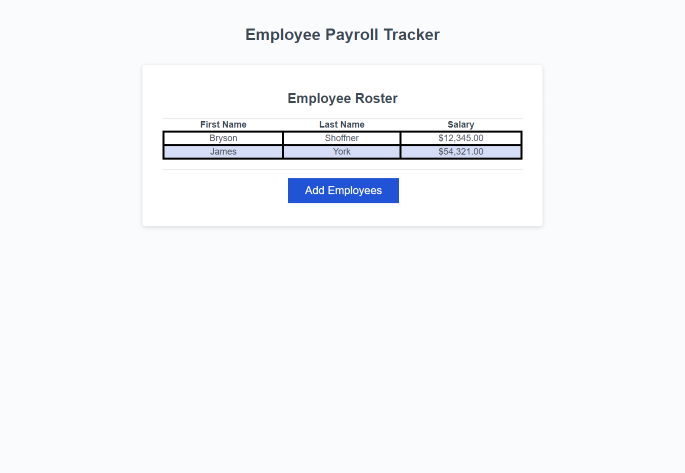 Employee Payroll Tracker
Employee Roster
First Name Last Name Salary
Bryson Shoffner $12,345.00
James York $54,321.00
Add Employees